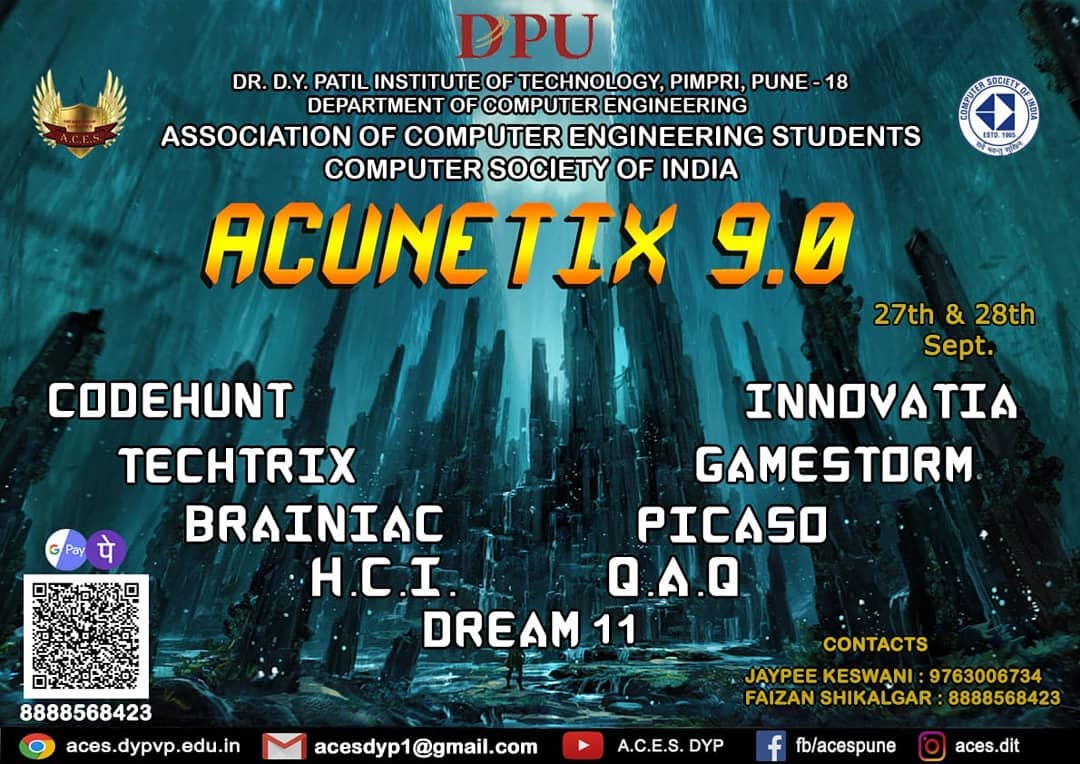 DPU
DR. D.Y. PATIL INSTITUTE OF TECHNOLOGY, PIMPRI, PUNE - 18
DEPARTMENT OF COMPUTER ENGINEERING
ASSOCIATION OF COMPUTER ENGINEERING STUDENTS
COMPUTER SOCIETY OF INDIA
A.C.E.S
COMPUTER SOCIETY OF INDIA
ESTD. 1965
ACUNETIX 9.0
27th & 28th
Sept.
CODEHUNT
INNOVATIA
TECHTRIX
GAMESTORM
BRAINIAC
PICASO
H.C.I.
Q.A.Q
DREAM 11
G Pay पे
8888568423
CONTACTS
JAYPEE KESWANI : 9763006734
FAIZAN SHIKALGAR : 8888568423
aces.dypvp.edu.in acesdyp1@gmail.com A.C.E.S. DYP fb/acespune aces.dit